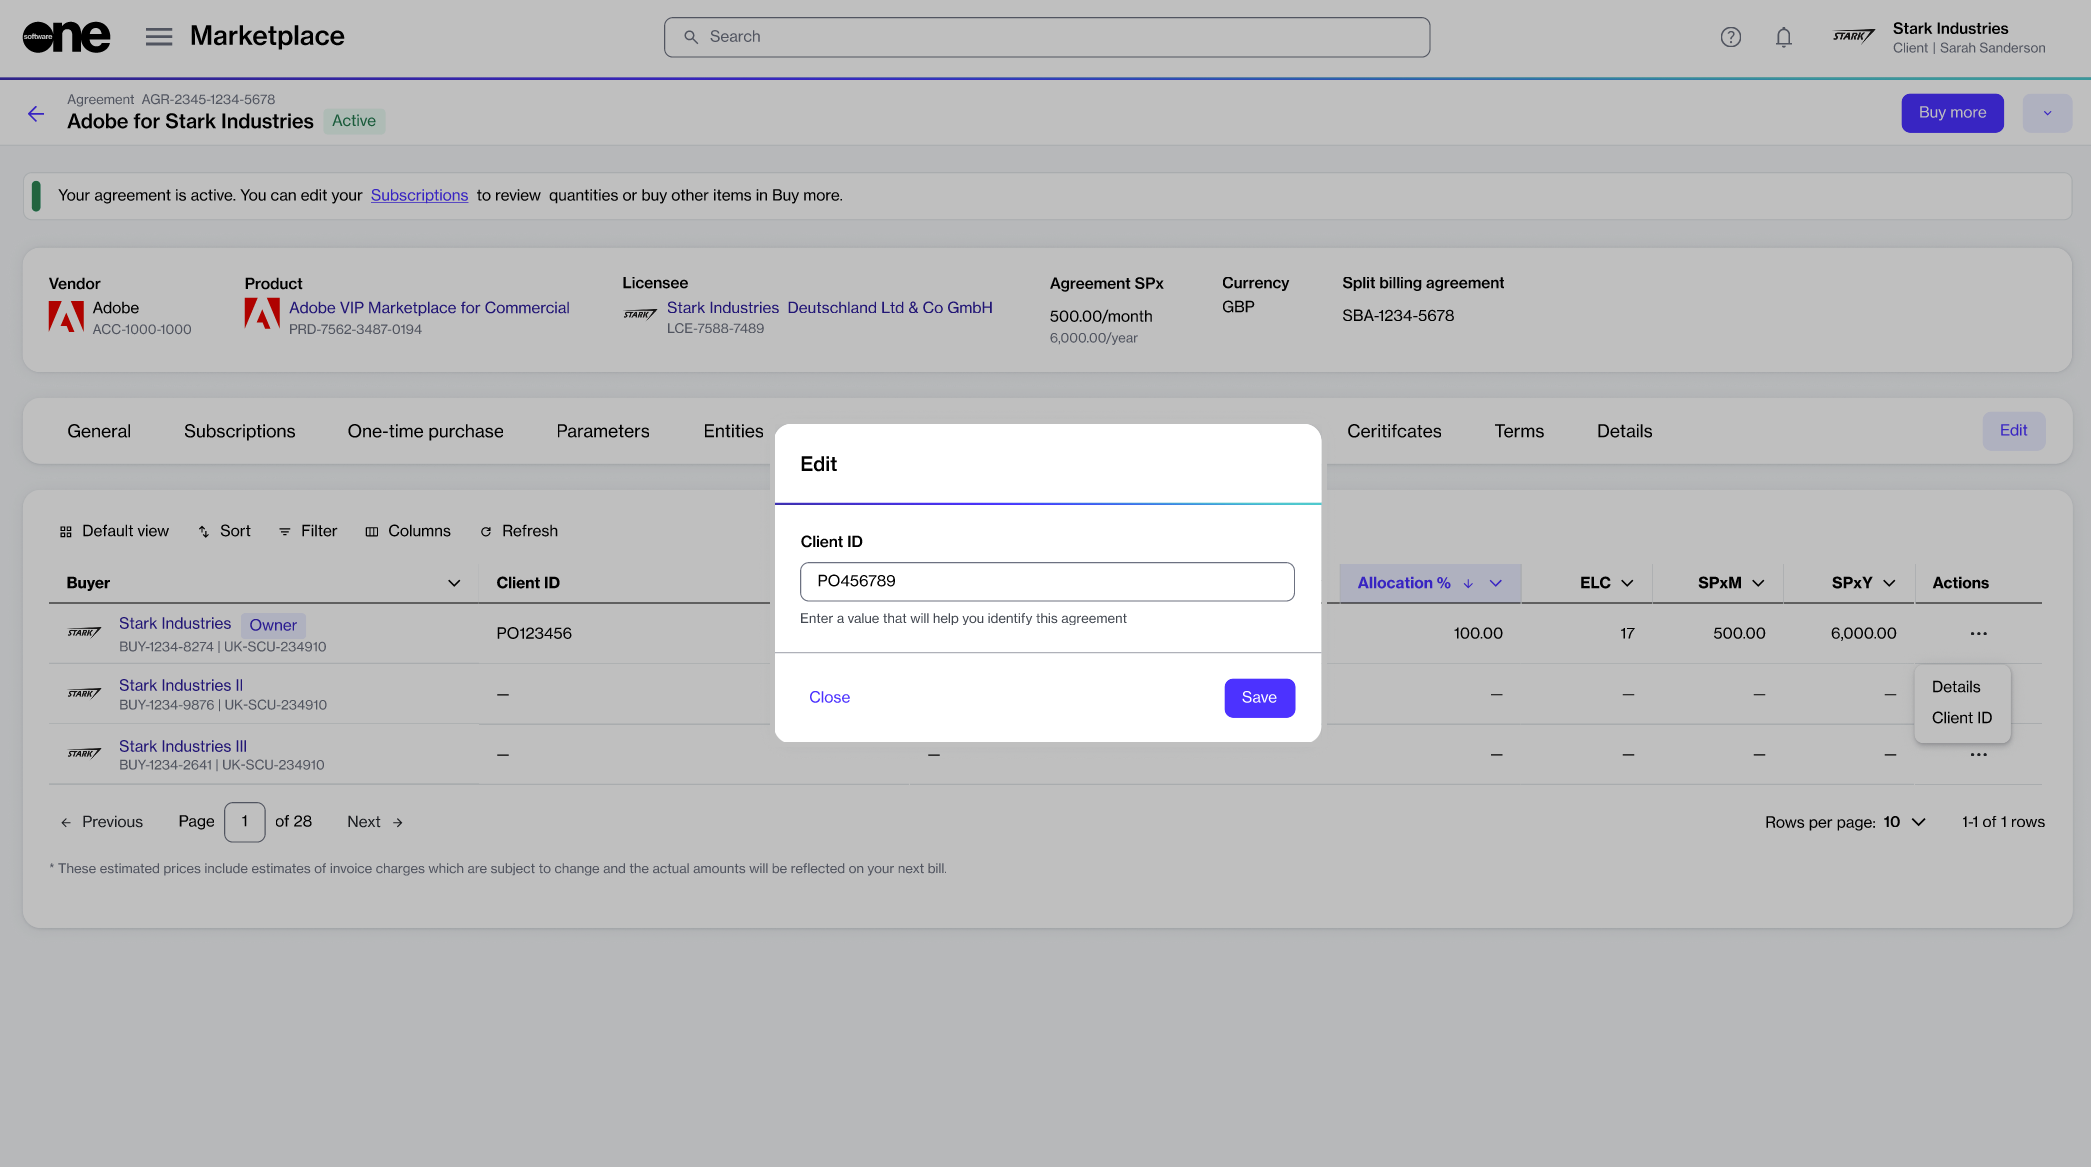 software one Marketplace
Search
Stark Industries
Client | Sarah Sanderson
STARK
Agreement AGR-2345-1234-5678
Adobe for Stark Industries Active
Buy more
Your agreement is active. You can edit your Subscriptions to review quantities or buy other items in Buy more.
Vendor Product Licensee Agreement SPx Currency Split billing agreement
Adobe Adobe VIP Marketplace for Commercial STARK Stark Industries Deutschland Ltd & Co GmbH 500.00/month GBP SBA-1234-5678
ACC-1000-1000 PRD-7562-3487-0194 LCE-7588-7489 6,000.00/year
General Subscriptions One-time purchase Parameters Entities Ceritifcates Terms Details Edit
Edit
Client ID
PO456789
Enter a value that will help you identify this agreement
Close Save
Default view Sort Filter Columns Refresh
Buyer Client ID Allocation % ELC SPxM SPxY Actions
STARK Stark Industries Owner PO123456 100.00 17 500.00 6,000.00 ...
BUY-1234-8274 | UK-SCU-234910
STARK Stark Industries II — — — — —
BUY-1234-9876 | UK-SCU-234910
Details
Client ID
STARK Stark Industries III — — — — — — ...
BUY-1234-2641 | UK-SCU-234910
Previous Page 1 of 28 Next Rows per page: 10 1-1 of 1 rows
* These estimated prices include estimates of invoice charges which are subject to change and the actual amounts will be reflected on your next bill.